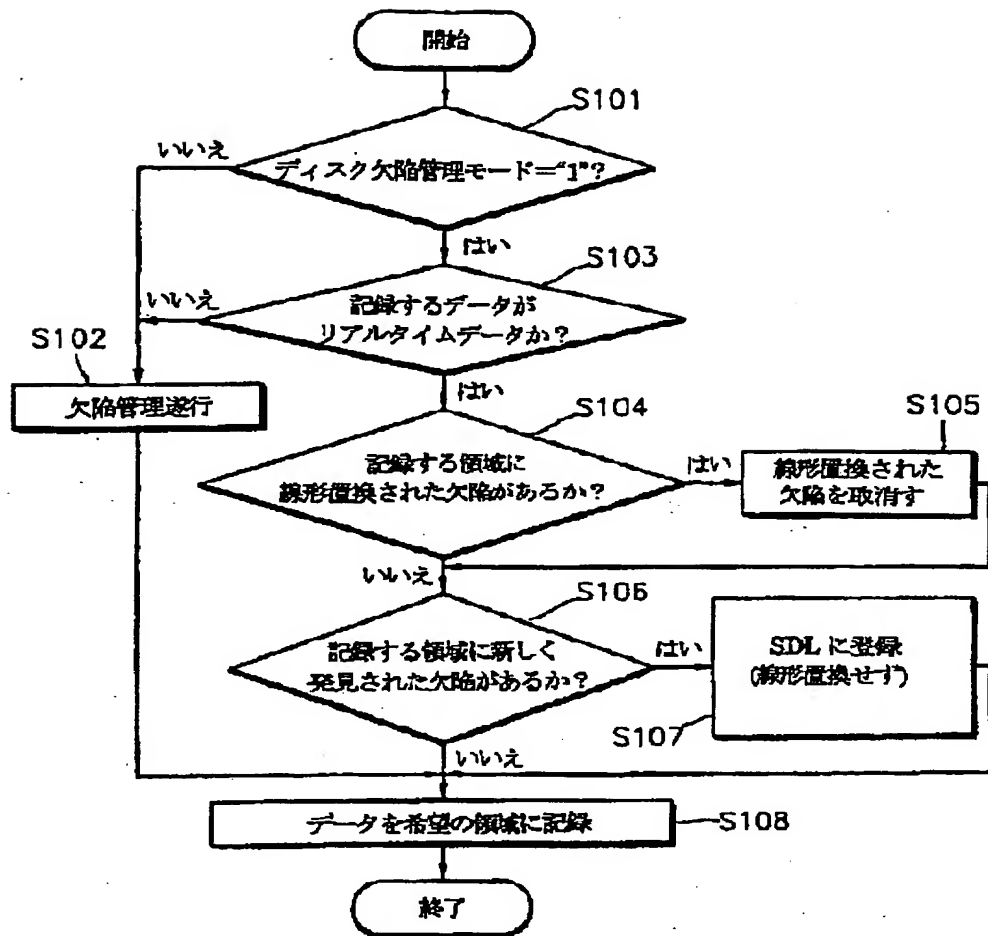 開始
S101
いいえ
ディスク欠陥管理モード="1"?
はい
S103
いいえ
記録するデータが
リアルタイムデータか?
S102
欠陥管理遂行
はい
S104
S105
記録する領域に
線形置換された欠陥があるか?
はい
線形置換された
欠陥を取消す
いいえ
S106
記録する領域に新しく
発見された欠陥があるか?
はい
SDLに登録
(線形置換せず)
S107
いいえ
データを希望の領域に記録
S108
終了